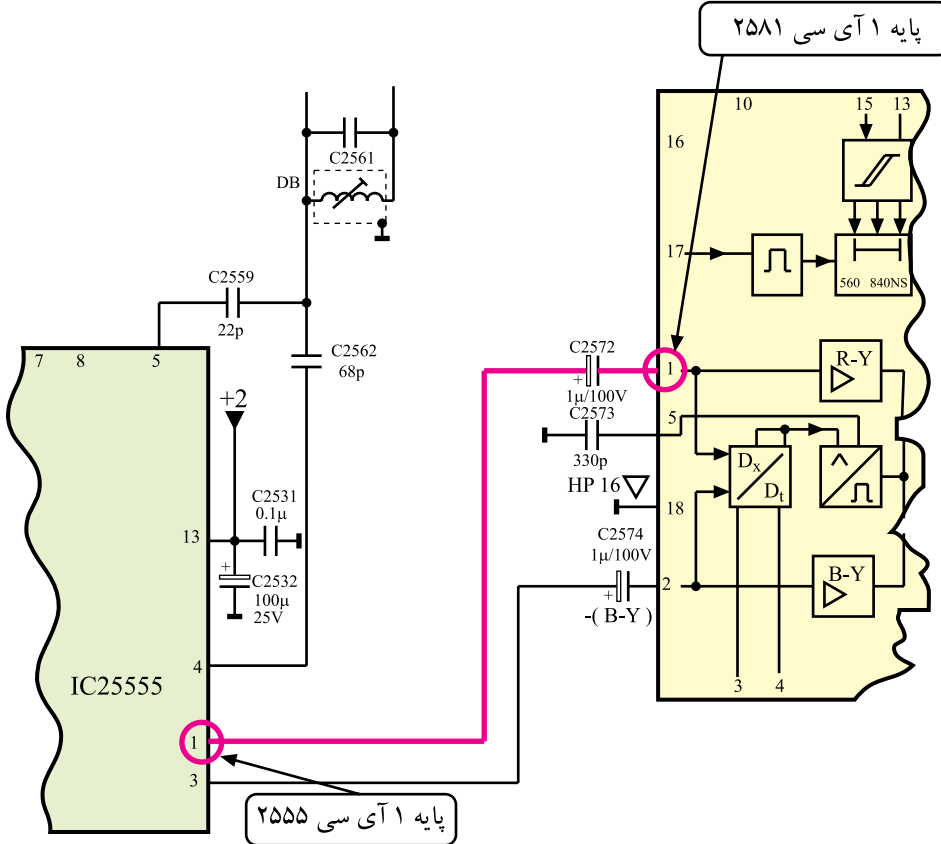 پایه ۱ آی سی ۲۵۸۱
10
15
13
16
C2561
DB
17
560
840NS
C2559
22p
C2562
68p
7
8
5
C2572
+
1μ/100V
1
R-Y
+2
C2573
330p
5
Dx
Dt
HP 16
18
13
C2531
0.1μ
+
C2532
100μ
25V
C2574
1μ/100V
+
-( B-Y )
2
B-Y
4
IC25555
3
4
1
3
پایه ۱ آی سی ۲۵۵۵